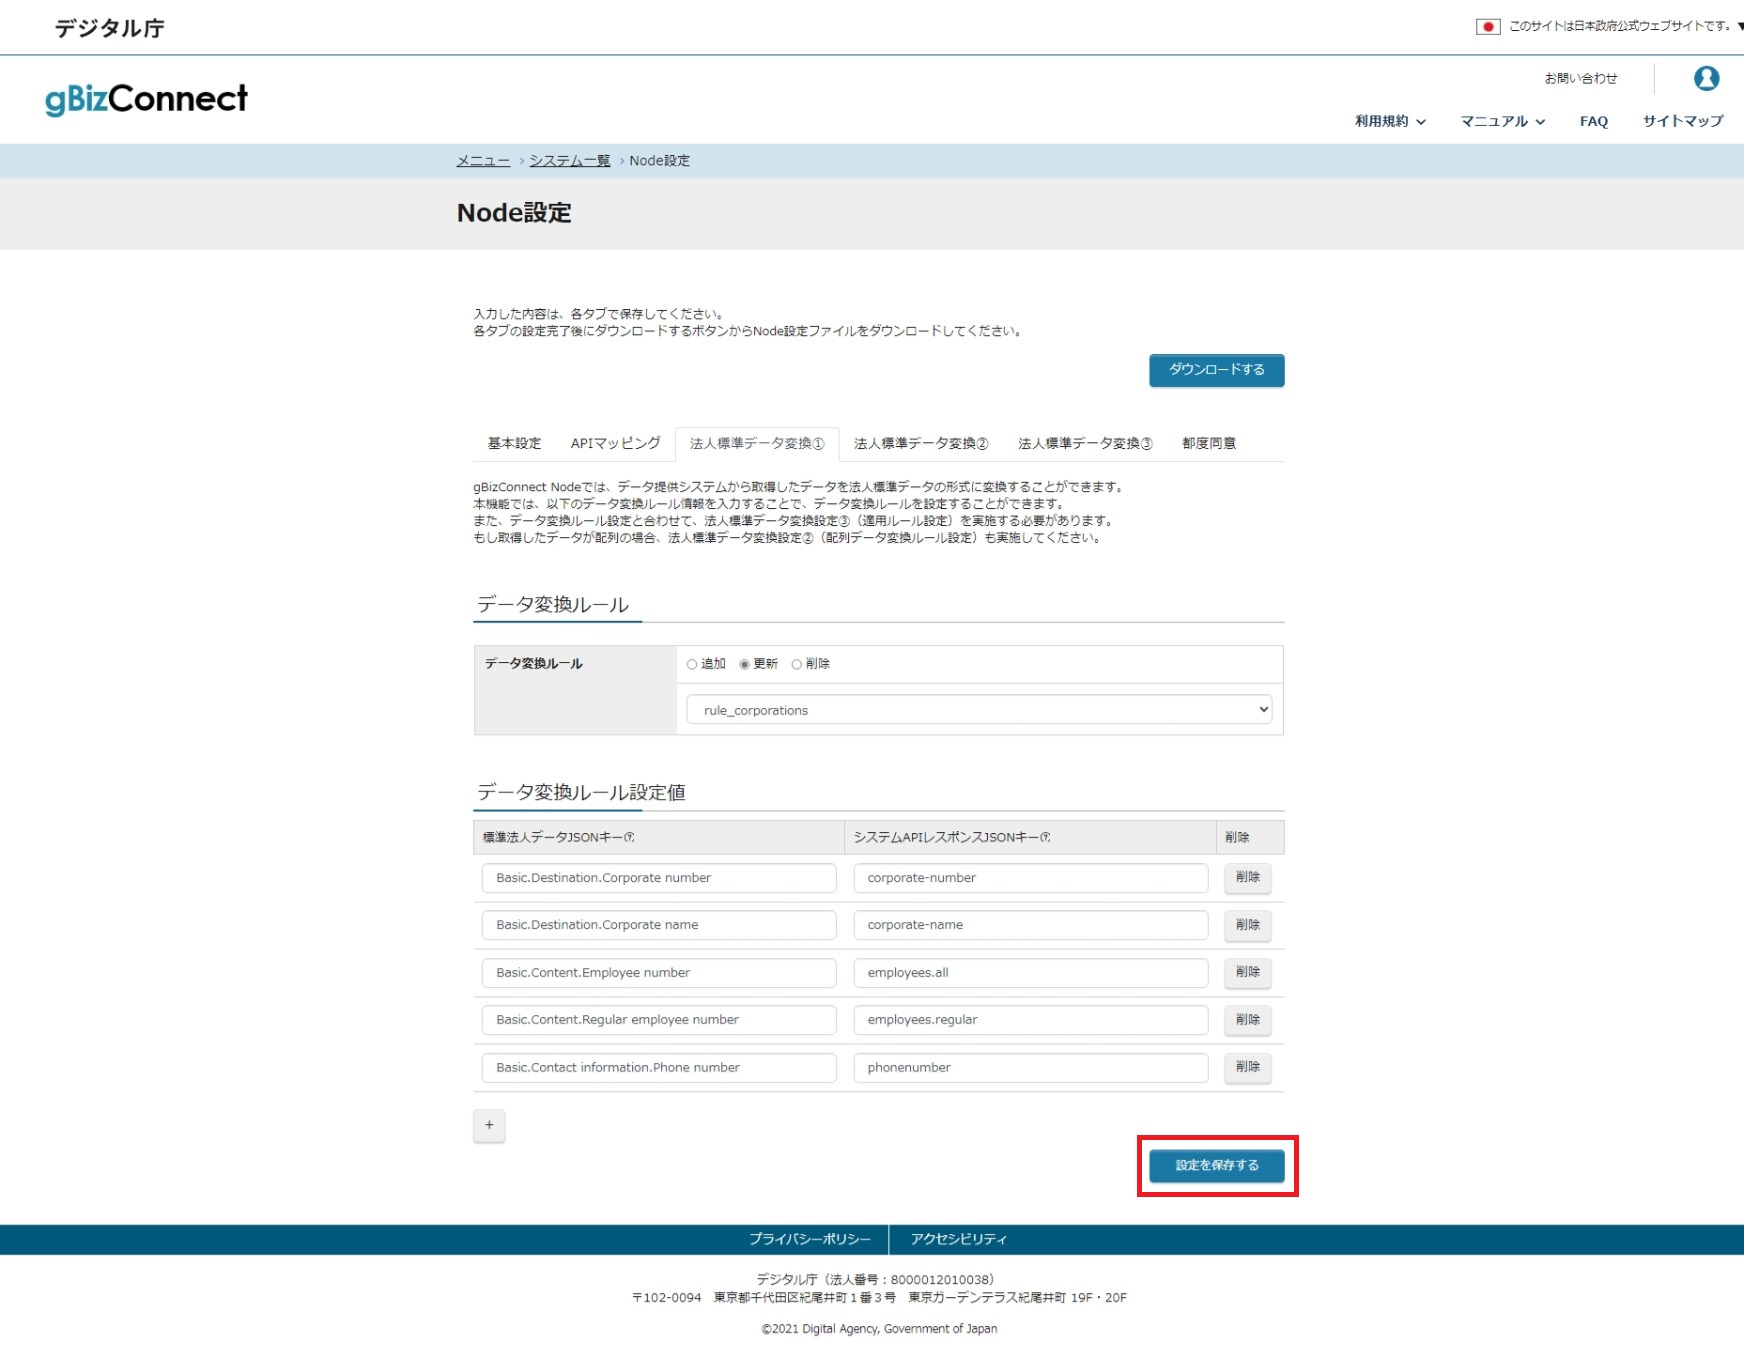 デジタル庁
このサイトは日本政府公式ウェブサイトです。 ▼
gBizConnect
お問い合わせ
利用規約 マニュアル FAQ サイトマップ
メニュー › システム一覧 › Node設定
Node設定
入力した内容は、各タブで保存してください。
各タブの設定完了後にダウンロードするボタンからNode設定ファイルをダウンロードしてください。
ダウンロードする
基本設定 APIマッピング 法人標準データ変換① 法人標準データ変換② 法人標準データ変換③ 都度同意
gBizConnect Nodeでは、データ提供システムから取得したデータを法人標準データの形式に変換することができます。
本機能では、以下のデータ変換ルール情報を入力することで、データ変換ルールを設定することができます。
また、データ変換ルール設定と合わせて、法人標準データ変換設定③（適用ルール設定）を実施する必要があります。
もし取得したデータが配列の場合、法人標準データ変換設定②（配列データ変換ルール設定）も実施してください。
データ変換ルール
データ変換ルール 追加 更新 削除
rule_corporations
データ変換ルール設定値
標準法人データJSONキー? システムAPIレスポンスJSONキー? 削除
Basic.Destination.Corporate number corporate-number 削除
Basic.Destination.Corporate name corporate-name 削除
Basic.Content.Employee number employees.all 削除
Basic.Content.Regular employee number employees.regular 削除
Basic.Contact information.Phone number phonenumber 削除
+
設定を保存する
プライバシーポリシー アクセシビリティ
デジタル庁（法人番号：8000012010038）
〒102-0094　東京都千代田区紀尾井町１番３号　東京ガーデンテラス紀尾井町 19F・20F
©2021 Digital Agency, Government of Japan